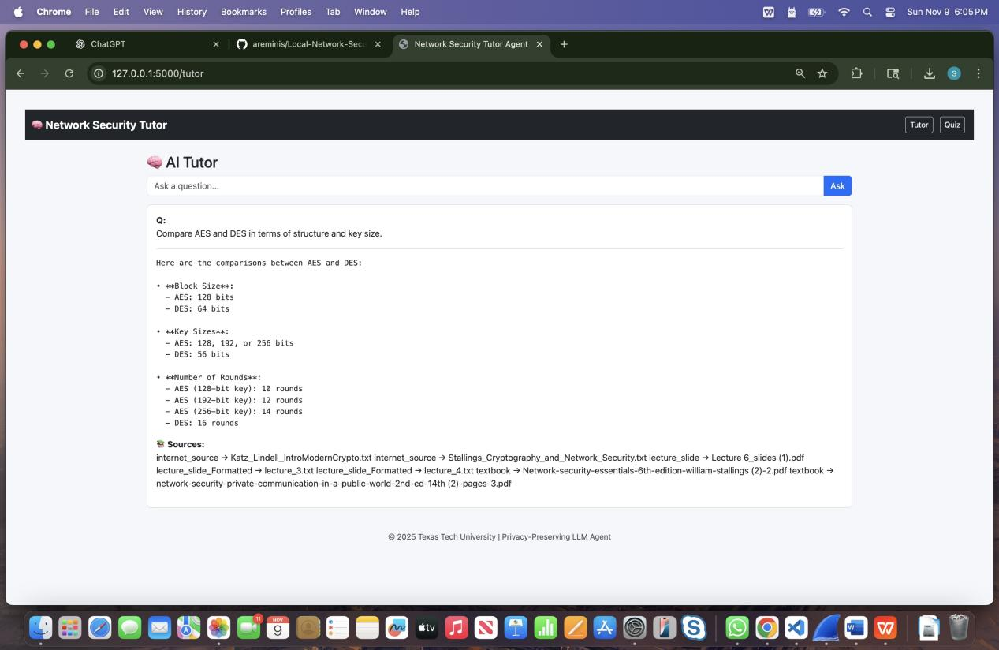 Chrome File Edit View History Bookmarks Profiles Tab Window Help Sun Nov 9 6:05 PM
ChatGPT areminis/Local-Network-Secu Network Security Tutor Agent
127.0.0.1:5000/tutor S
Network Security Tutor Tutor Quiz
AI Tutor
Ask a question... Ask
Q:
Compare AES and DES in terms of structure and key size.
Here are the comparisons between AES and DES:
• **Block Size**:
– AES: 128 bits
– DES: 64 bits
• **Key Sizes**:
– AES: 128, 192, or 256 bits
– DES: 56 bits
• **Number of Rounds**:
– AES (128–bit key): 10 rounds
– AES (192–bit key): 12 rounds
– AES (256–bit key): 14 rounds
– DES: 16 rounds
Sources:
internet_source → Katz_Lindell_IntroModernCrypto.txt internet_source → Stallings_Cryptography_and_Network_Security.txt lecture_slide → Lecture 6_slides (1).pdf
lecture_slide_Formatted → lecture_3.txt lecture_slide_Formatted → lecture_4.txt textbook → Network-security-essentials-6th-edition-william-stallings (2)-2.pdf textbook →
network-security-private-communication-in-a-public-world-2nd-ed-14th (2)-pages-3.pdf
© 2025 Texas Tech University | Privacy-Preserving LLM Agent
11
NOV
9
tv